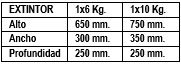 EXTINTOR 1x6 Kg. 1x10 Kg.
Alto 650 mm. 750 mm.
Ancho 300 mm. 350 mm.
Profundidad 250 mm. 250 mm.